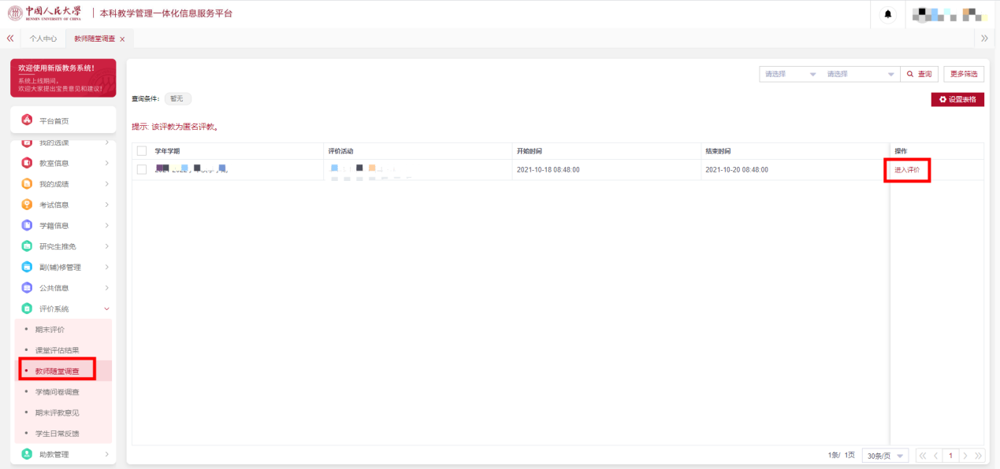 中国人民大学
RENMIN UNIVERSITY OF CHINA
本科教学管理一体化信息服务平台
个人中心
教师随堂调查 x
欢迎使用新版教务系统!
系统上线期间,
欢迎大家提出宝贵意见和建议!
平台首页
我的选课
教室信息
我的成绩
考试信息
学籍信息
研究生推免
副(辅)修管理
公共信息
评价系统
期末评价
课堂评估结果
教师随堂调查
学情问卷调查
期末评教意见
学生日常反馈
助教管理
请选择 请选择 查询 更多筛选
查询条件: 暂无
设置表格
提示: 该评教为匿名评教。
学年学期 评价活动 开始时间 结束时间 操作
2021-10-18 08:48:00 2021-10-20 08:48:00 进入评价
1条/ 1页 30条/页 1